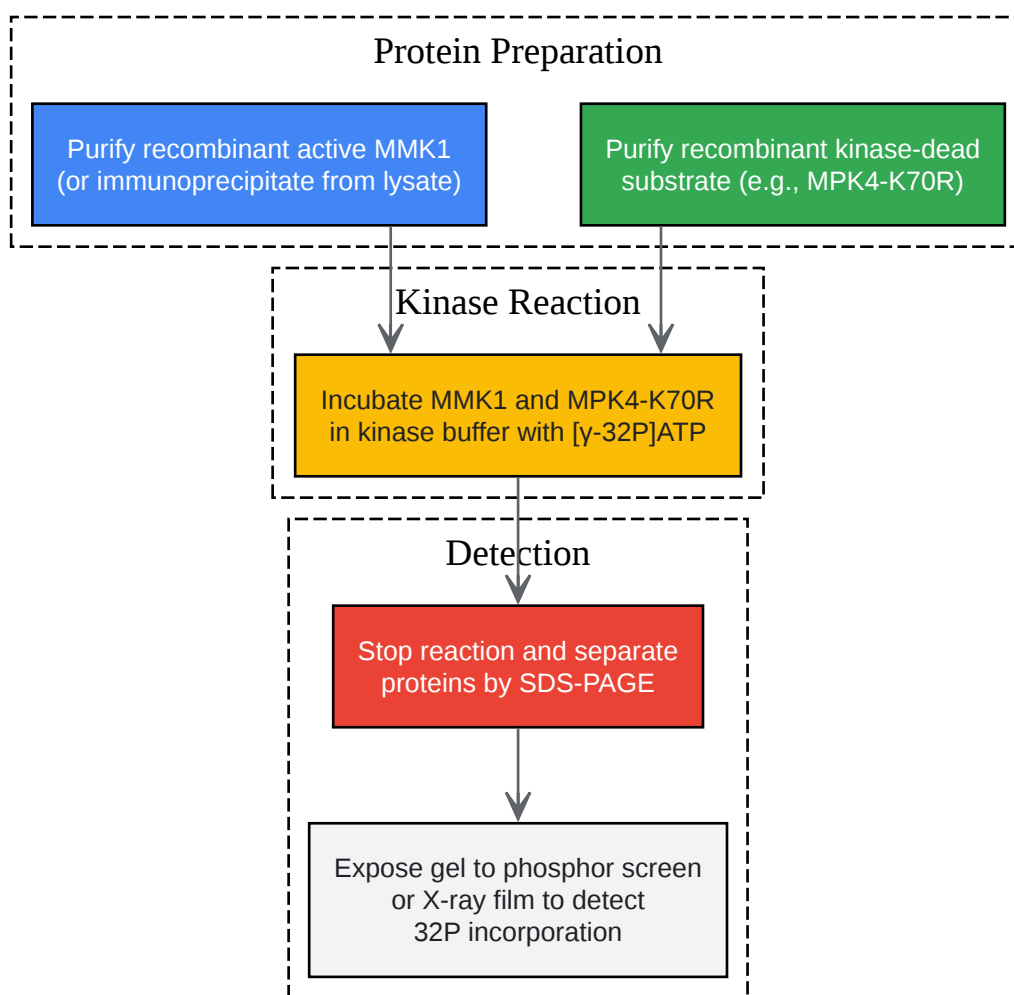 Protein Preparation
Purify recombinant active MMK1
(or immunoprecipitate from lysate)
Purify recombinant kinase-dead
substrate (e.g., MPK4-K70R)
Kinase Reaction
Incubate MMK1 and MPK4-K70R
in kinase buffer with [γ-32P]ATP
Detection
Stop reaction and separate
proteins by SDS-PAGE
Expose gel to phosphor screen
or X-ray film to detect
32P incorporation